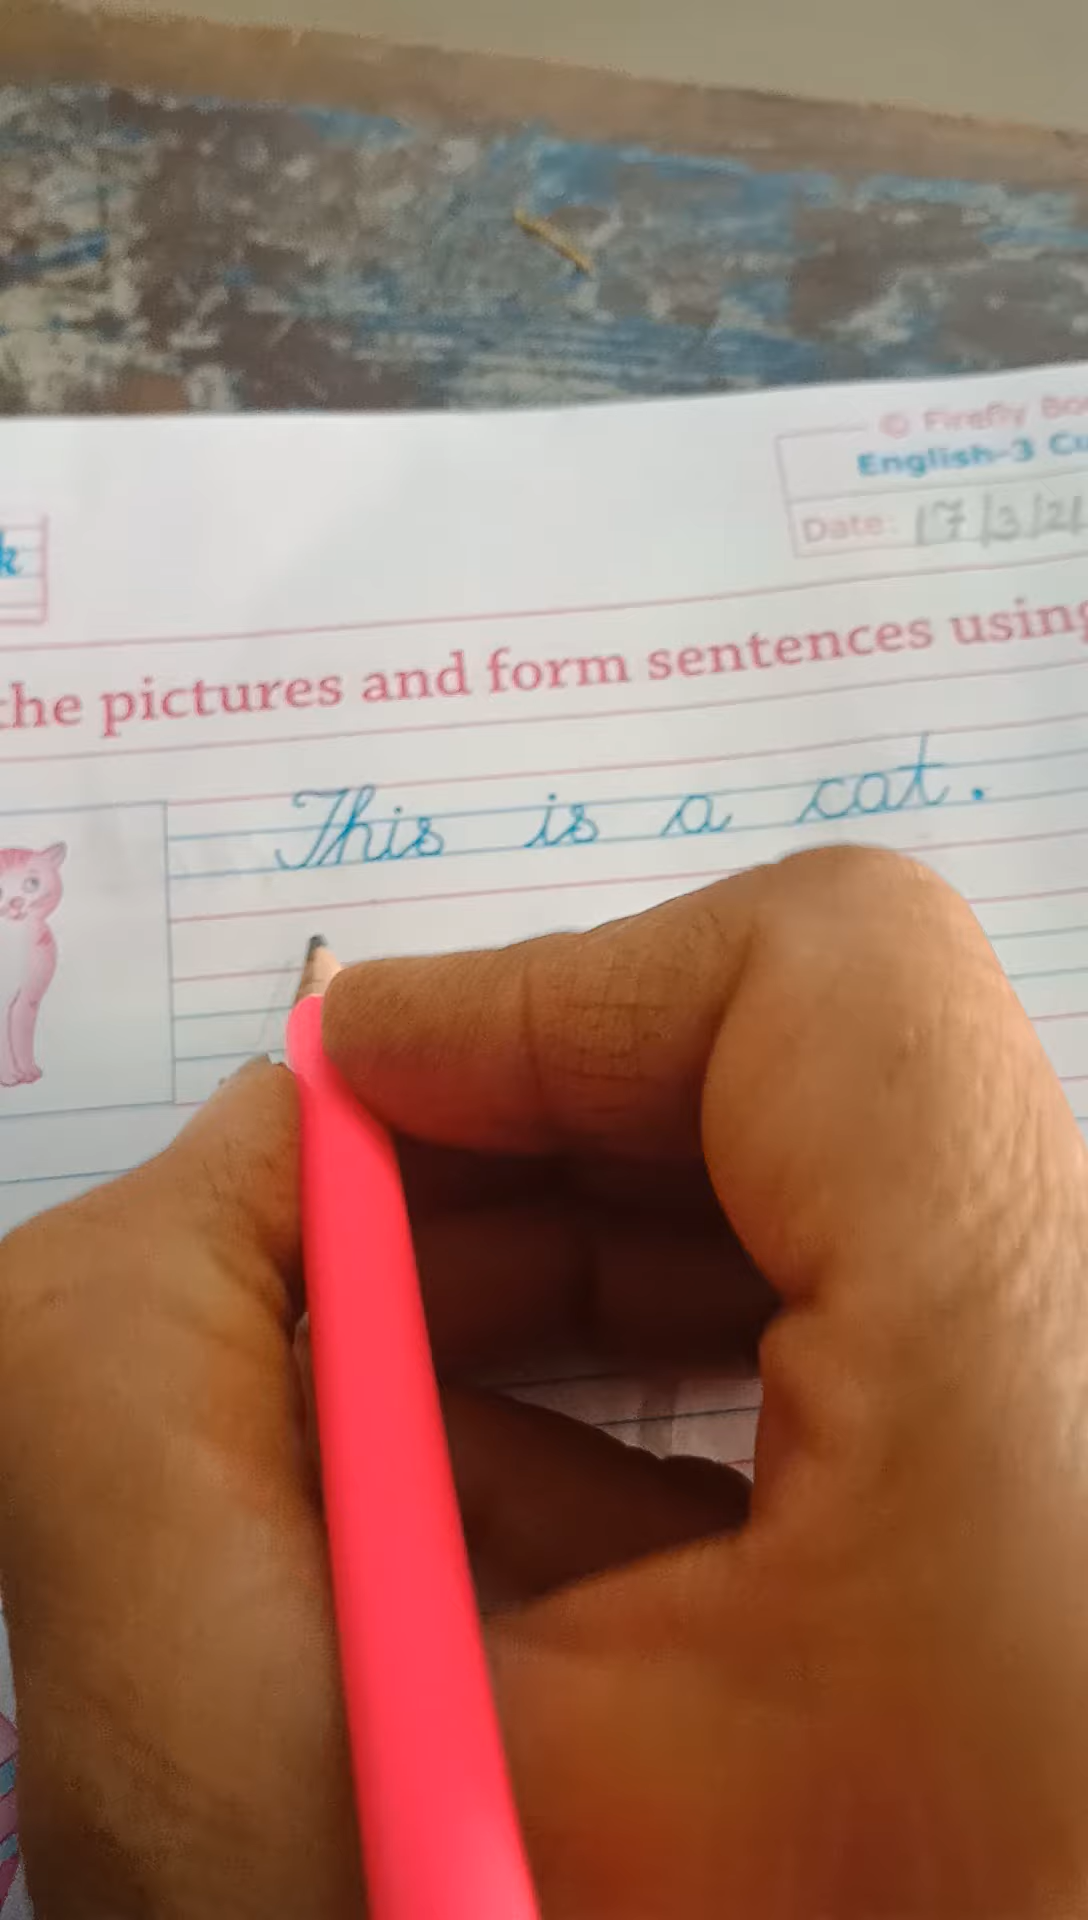 © Firefly
English-3
Date: 17/3/21
the pictures and form sentences using
This is a cat.